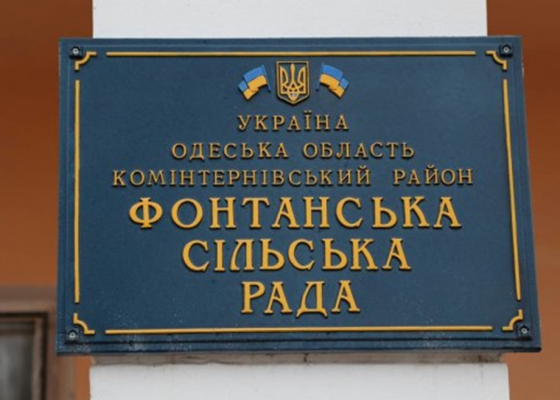 УКРАЇНА
ОДЕСЬКА ОБЛАСТЬ
КОМІНТЕРНІВСЬКИЙ РАЙОН
ФОНТАНСЬКА
СІЛЬСЬКА
РАДА